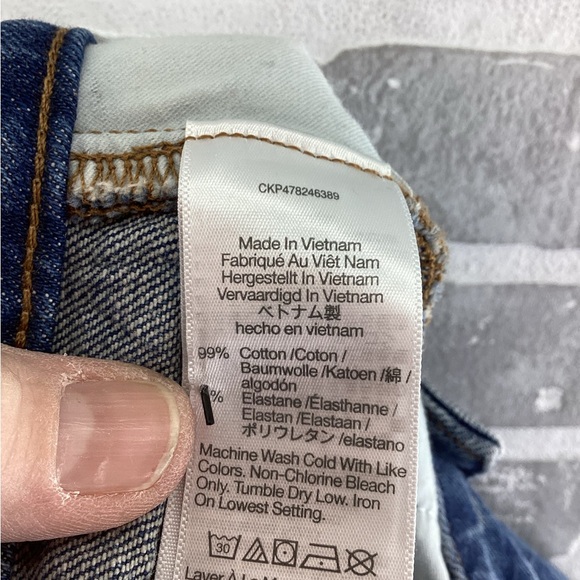 CKP478246389
Made In Vietnam
Fabriqué Au Viêt Nam
Hergestellt In Vietnam
Vervaardigd In Vietnam
ベトナム製
hecho en vietnam
99% Cotton /Coton /
Baumwolle /Katoen /綿 /
algodón
% Elastane /Élasthanne /
Elastan /Elastaan /
ポリウレタン /elastano
Machine Wash Cold With Like
Colors. Non-Chlorine Bleach
Only. Tumble Dry Low. Iron
On Lowest Setting.
30
Laver À La M